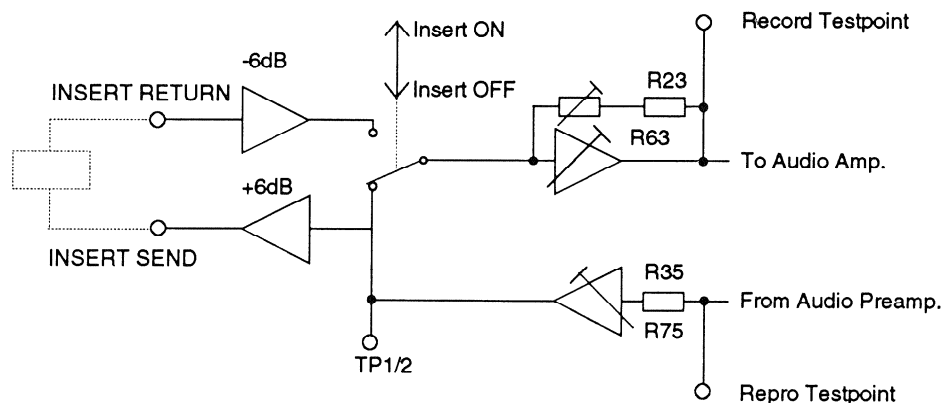 Record Testpoint
Insert ON
-6dB
Insert OFF
R23
INSERT RETURN
R63
To Audio Amp.
+6dB
INSERT SEND
R35
From Audio Preamp.
R75
TP1/2
Repro Testpoint